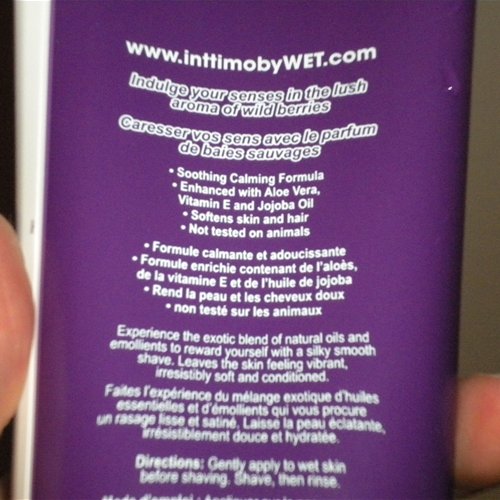 www.inttimobyWET.com
Indulge your senses in the lush
aroma of wild berries
Caresser vos sens avec le parfum
de baies sauvages
• Soothing Calming Formula
• Enhanced with Aloe Vera,
Vitamin E and Jojoba Oil
• Softens skin and hair
• Not tested on animals
• Formule calmante et adoucissante
• Formule enrichie contenant de l'aloès,
de la vitamine E et de l'huile de jojoba
• Rend la peau et les cheveux doux
• non testé sur les animaux
Experience the exotic blend of natural oils and
emollients to reward yourself with a silky smooth
shave. Leaves the skin feeling vibrant,
irresistibly soft and conditioned.
Faites l'expérience du mélange exotique d'huiles
essentielles et d'émollients qui vous procure
un rasage lisse et satiné. Laisse la peau éclatante,
irrésistiblement douce et hydratée.
Directions: Gently apply to wet skin
before shaving. Shave, then rinse.